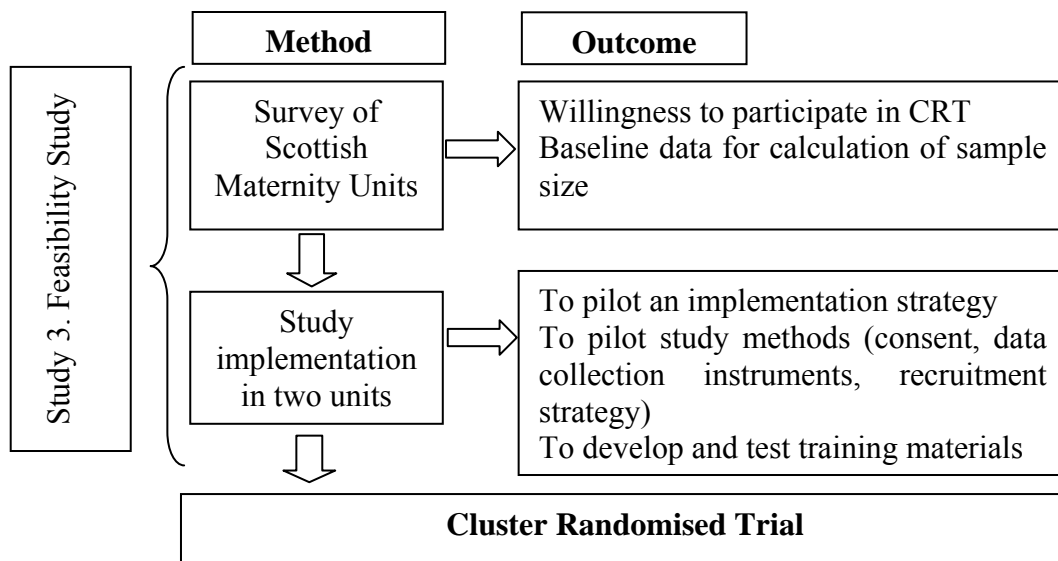 Method
Outcome
Study 3. Feasibility Study
Survey of
Scottish
Maternity Units
Willingness to participate in CRT
Baseline data for calculation of sample
size
Study
implementation
in two units
To pilot an implementation strategy
To pilot study methods (consent, data
collection instruments, recruitment
strategy)
To develop and test training materials
Cluster Randomised Trial